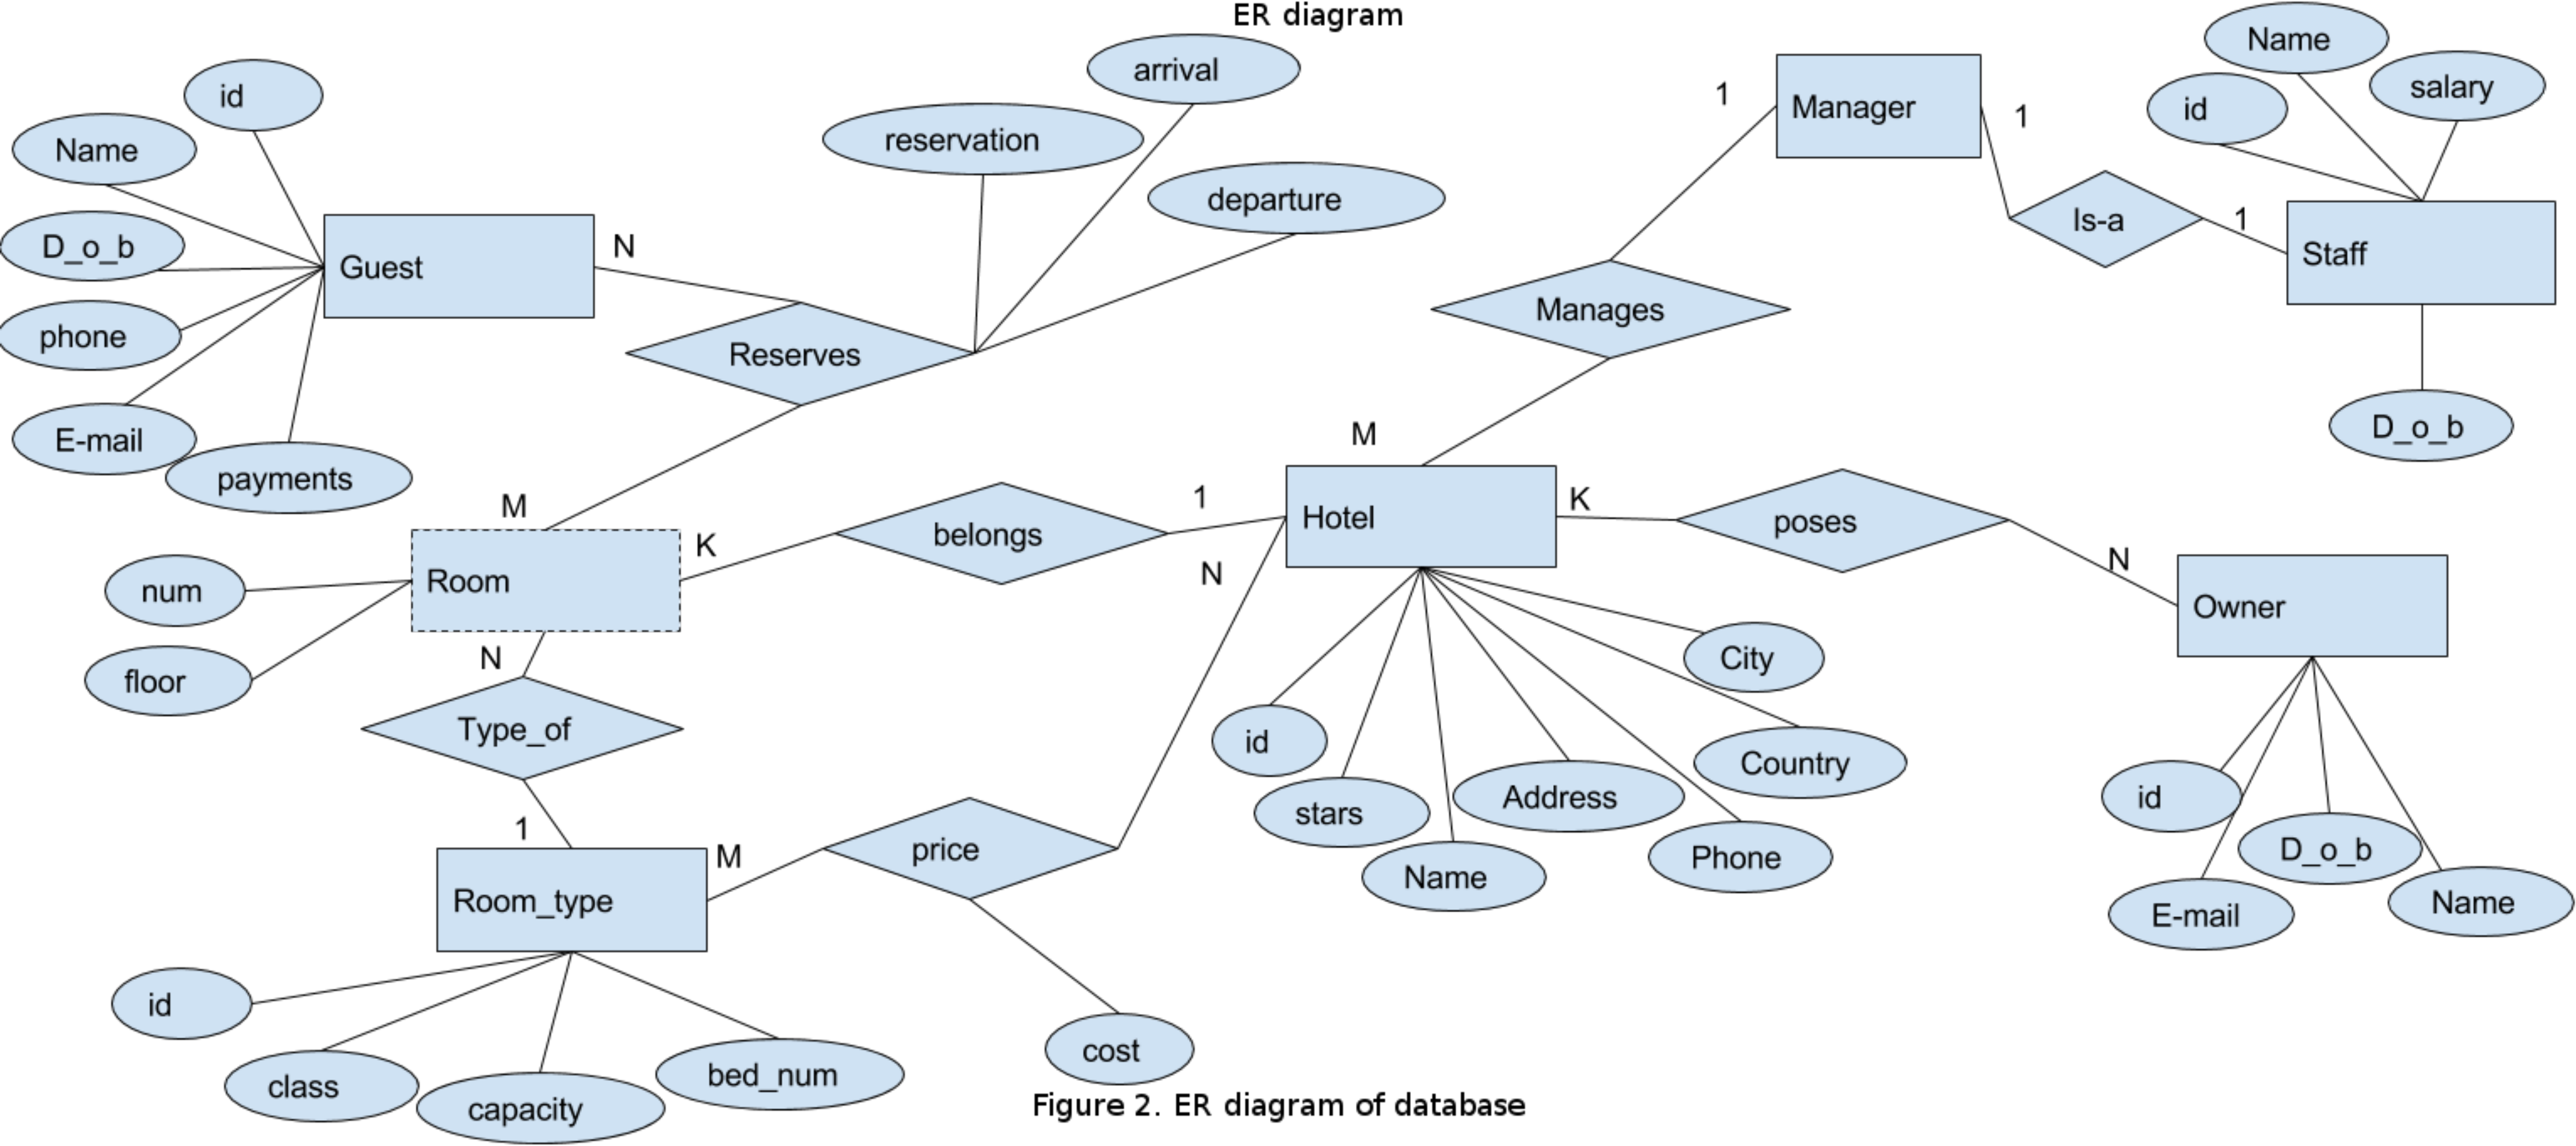 ER diagram
Name
arrival
salary
id
Manager
1
id
reservation
1
Name
departure
Is-a
1
N
D_o_b
Guest
Staff
Manages
phone
Reserves
D_o_b
M
E-mail
payments
1
K
M
Hotel
poses
K
belongs
N
N
Room
num
Owner
N
City
floor
Type_of
id
Country
id
Address
stars
1
price
D_o_b
M
Phone
Name
Room_type
Name
E-mail
id
cost
bed_num
class
capacity
Figure 2. ER diagram of database